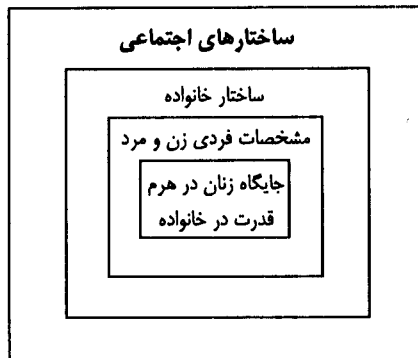 ساختارهای اجتماعی
ساختار خانواده
مشخصات فردی زن و مرد
جایگاه زنان در هرم
قدرت در خانواده